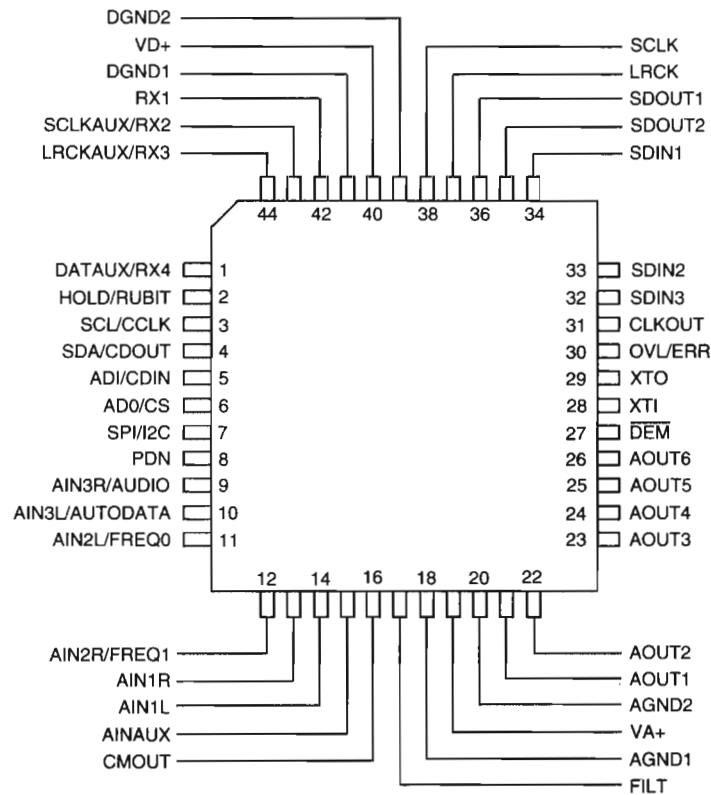 DGND2
VD+
DGND1
RX1
SCLKAUX/RX2
LRCKAUX/RX3
SCLK
LRCK
SDOUT1
SDOUT2
SDIN1
44 42 40 38 36 34
DATAUX/RX4 1
HOLD/RUBIT 2
SCL/CCLK 3
SDA/CDOUT 4
ADI/CDIN 5
AD0/CS 6
SPI/I2C 7
PDN 8
AIN3R/AUDIO 9
AIN3L/AUTODATA 10
AIN2L/FREQ0 11
33 SDIN2
32 SDIN3
31 CLKOUT
30 OVL/ERR
29 XTO
28 XTI
27 DEM
26 AOUT6
25 AOUT5
24 AOUT4
23 AOUT3
12 14 16 18 20 22
AIN2R/FREQ1
AIN1R
AIN1L
AINAUX
CMOUT
AOUT2
AOUT1
AGND2
VA+
AGND1
FILT